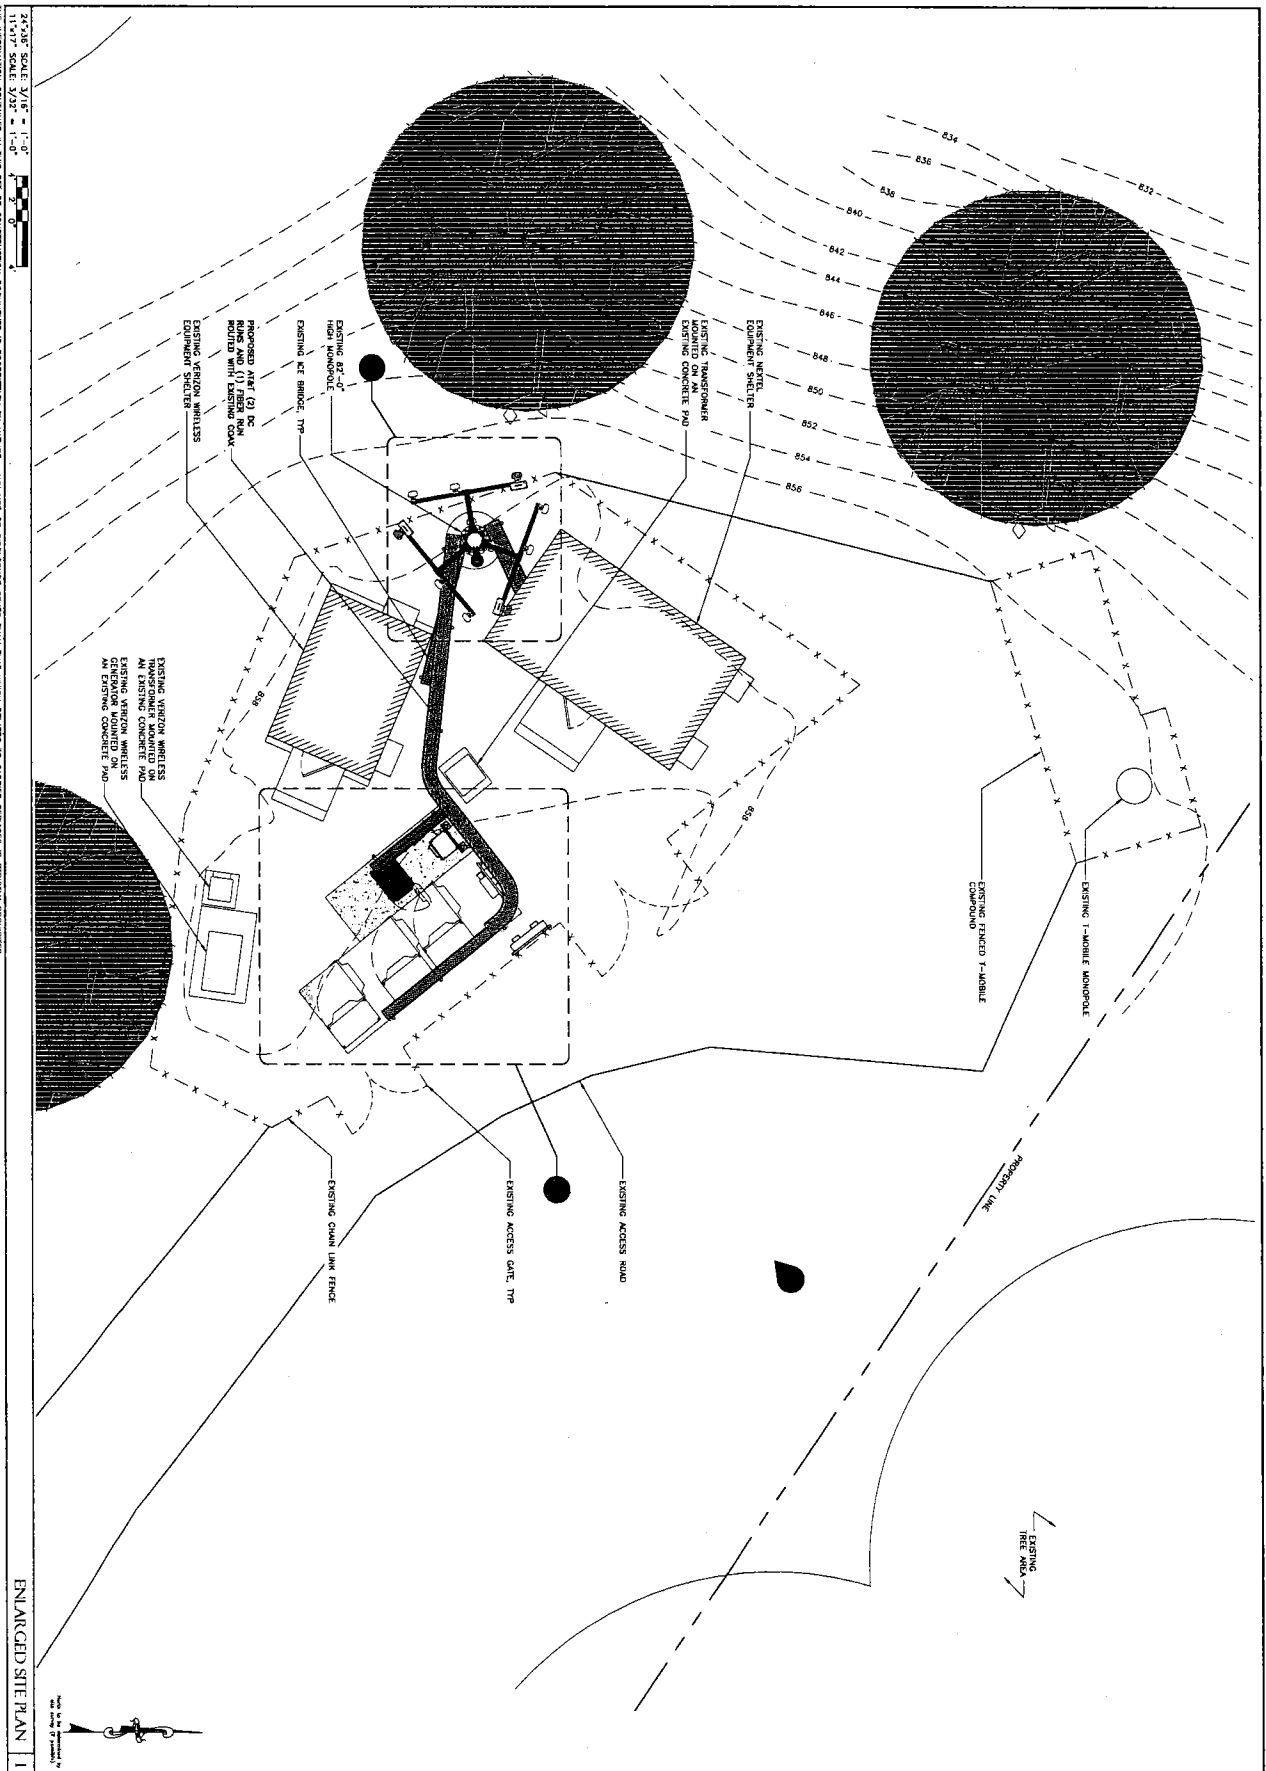 832
834
836
838
840
842
844
846
848
850
852
854
856
858
858
EXISTING NEXTEL
EQUIPMENT SHELTER
EXISTING TRANSFORMER
MOUNTED ON AN
EXISTING CONCRETE PAD
EXISTING 82'-0"
HIGH MONOPOLE
EXISTING ICE BRIDGE, TYP
PROPOSED AT&T (2) DC
RUNS AND (1) FIBER RUN
ROUTED WITH EXISTING COAX
EXISTING VERIZON WIRELESS
EQUIPMENT SHELTER
EXISTING VERIZON WIRELESS
TRANSFORMER MOUNTED ON
AN EXISTING CONCRETE PAD
EXISTING VERIZON WIRELESS
GENERATOR MOUNTED ON
AN EXISTING CONCRETE PAD
EXISTING T-MOBILE MONOPOLE
EXISTING FENCED T-MOBILE
COMPOUND
PROPERTY LINE
EXISTING ACCESS ROAD
EXISTING ACCESS GATE, TYP
EXISTING CHAIN LINK FENCE
EXISTING
TREE AREA
24"x36" SCALE: 3/16" = 1'-0"
11"x17" SCALE: 3/32" = 1'-0"
4' 2' 0" 4'
ENLARGED SITE PLAN 1